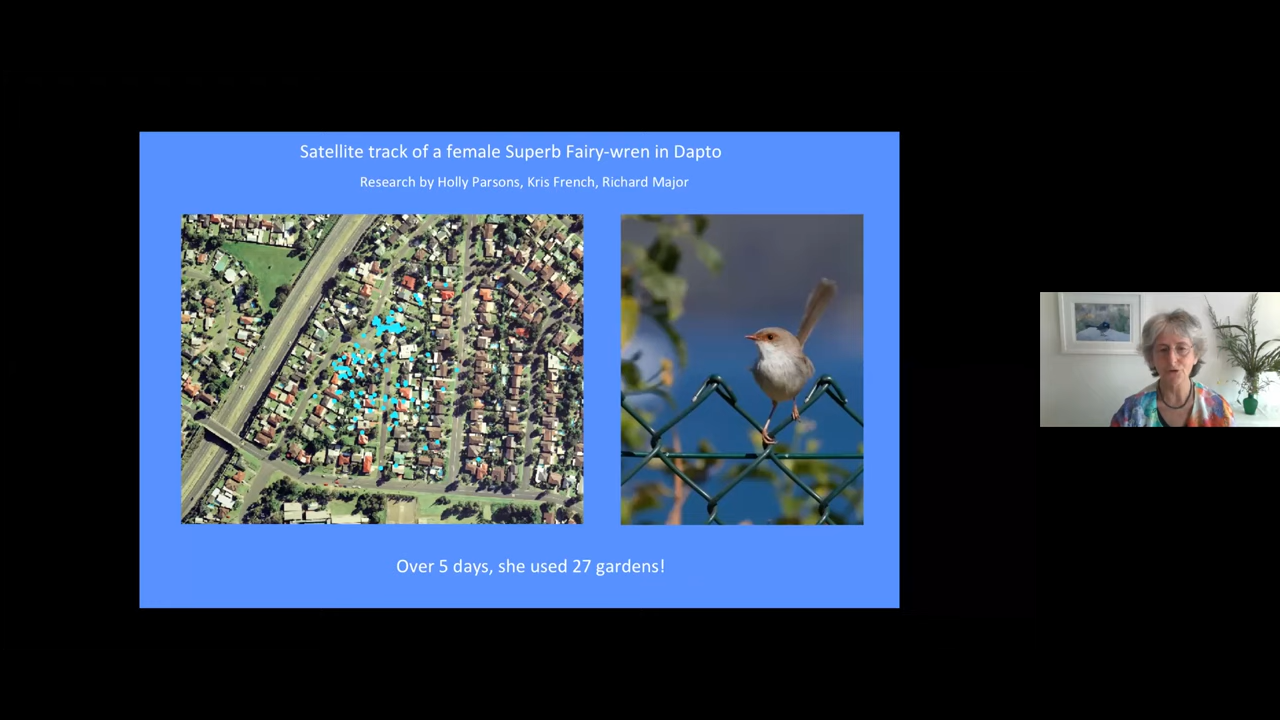 Satellite track of a female Superb Fairy-wren in Dapto
Research by Holly Parsons, Kris French, Richard Major
Over 5 days, she used 27 gardens!